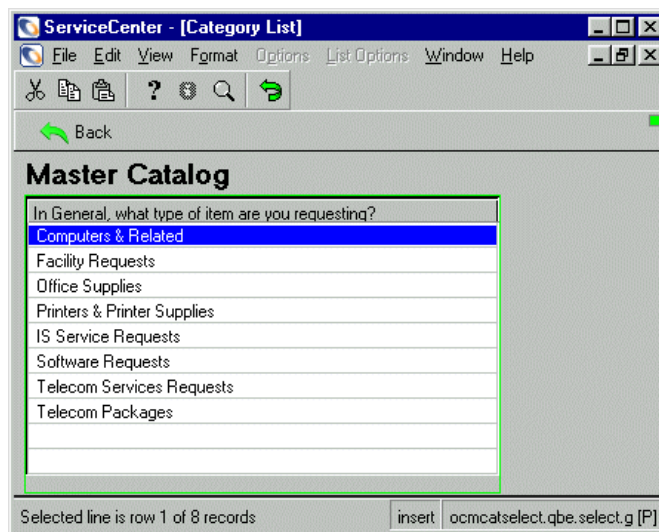 ServiceCenter - [Category List]
File Edit View Format Options List Options Window Help
?
Back
Master Catalog
In General, what type of item are you requesting?
Computers & Related
Facility Requests
Office Supplies
Printers & Printer Supplies
IS Service Requests
Software Requests
Telecom Services Requests
Telecom Packages
Selected line is row 1 of 8 records insert ocmcatselect.qbe.select.g [P]